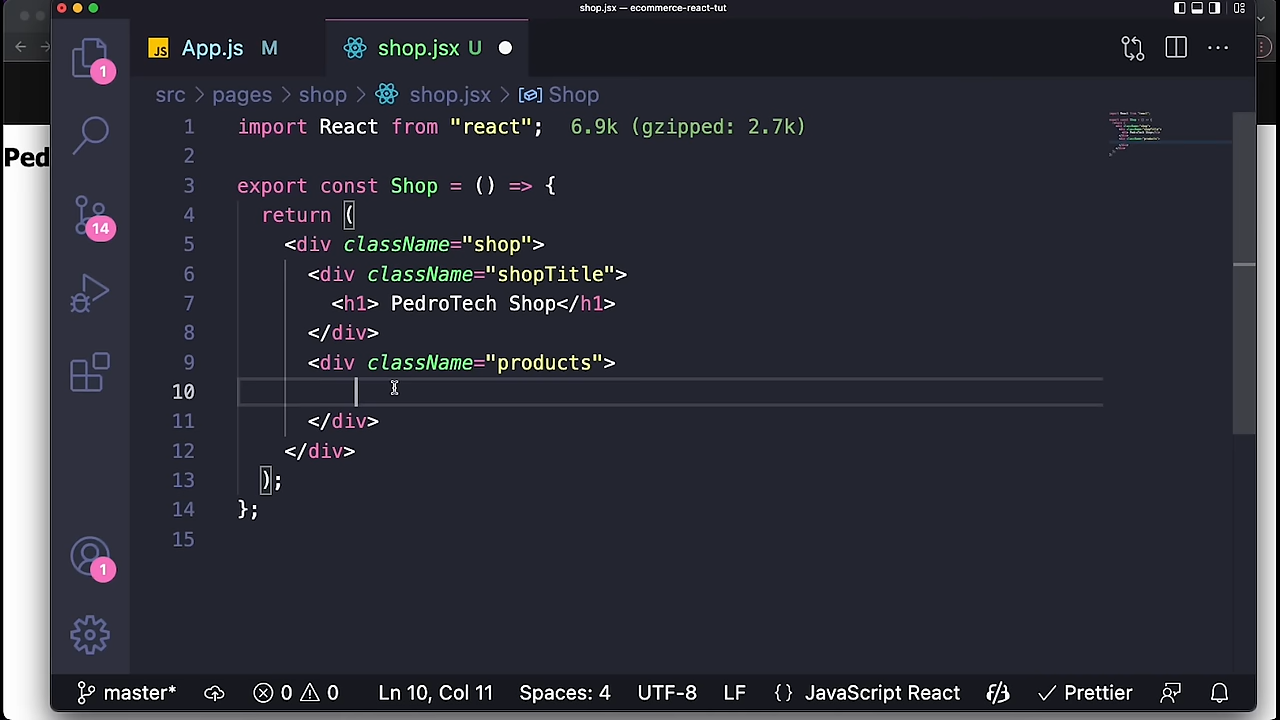 shop.jsx — ecommerce-react-tut
JS App.js M
shop.jsx U
src > pages > shop > shop.jsx > Shop
1 import React from "react"; 6.9k (gzipped: 2.7k)
2
3 export const Shop = () => {
4 return (
5 <div className="shop">
6 <div className="shopTitle">
7 <h1> PedroTech Shop</h1>
8 </div>
9 <div className="products">
10
11 </div>
12 </div>
13 );
14 };
15
1
14
1
Ped
master* 0 0 Ln 10, Col 11 Spaces: 4 UTF-8 LF {} JavaScript React Prettier